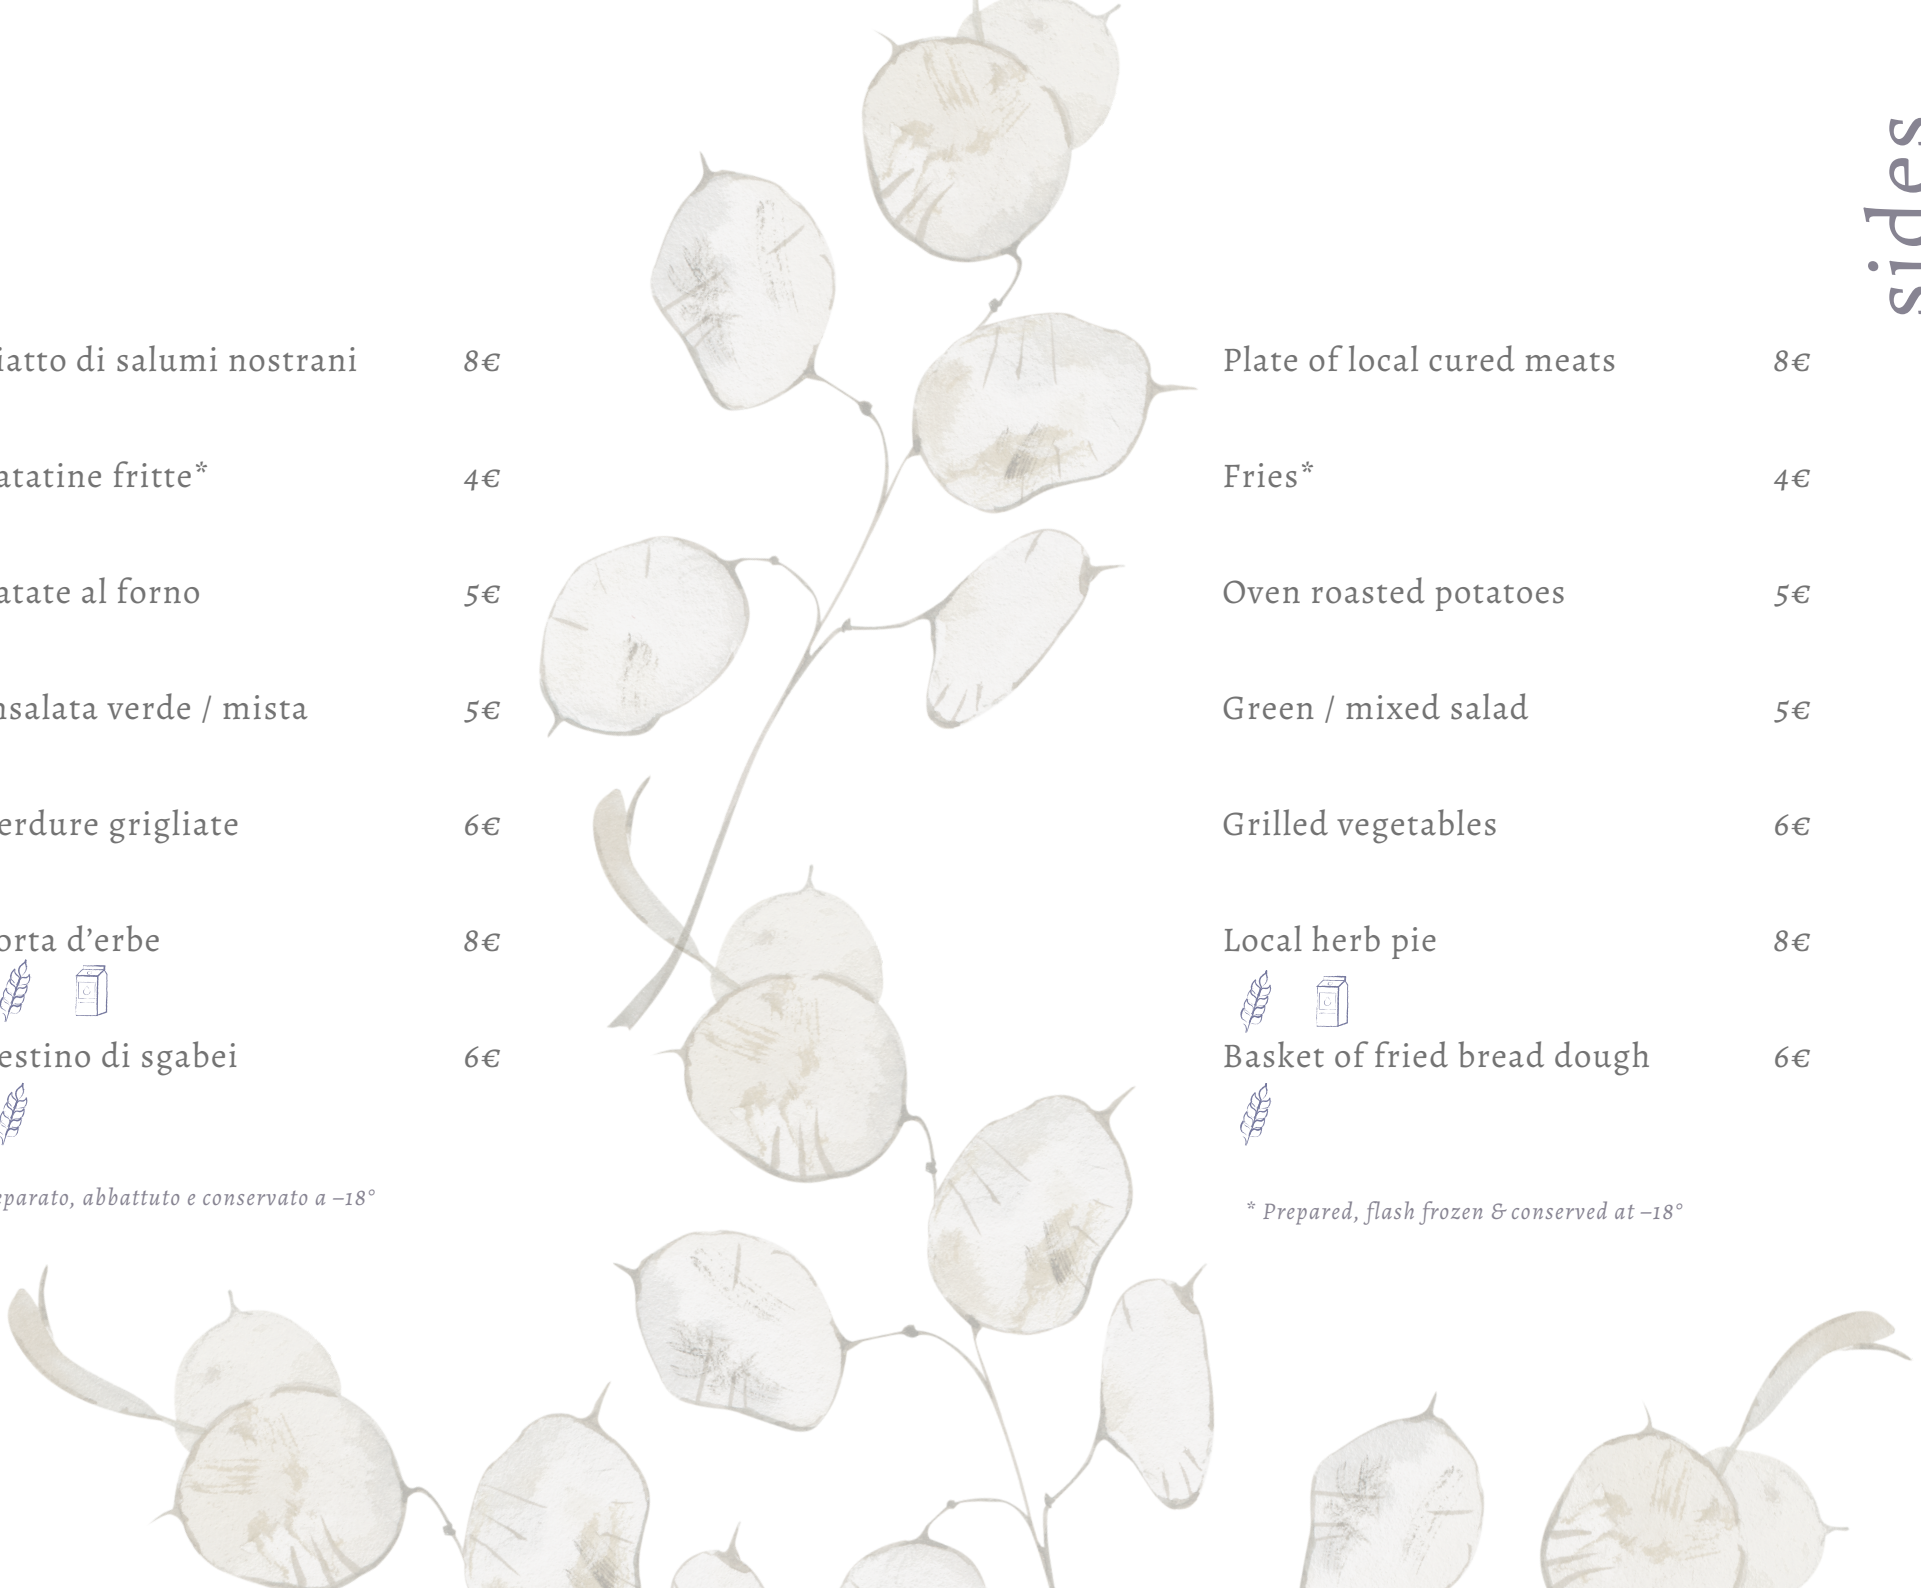 sides
iatto di salumi nostrani 8€
atatine fritte* 4€
atate al forno 5€
nsalata verde / mista 5€
erdure grigliate 6€
orta d’erbe 8€
estino di sgabei 6€
eparato, abbattuto e conservato a –18°
Plate of local cured meats 8€
Fries* 4€
Oven roasted potatoes 5€
Green / mixed salad 5€
Grilled vegetables 6€
Local herb pie 8€
Basket of fried bread dough 6€
* Prepared, flash frozen & conserved at –18°